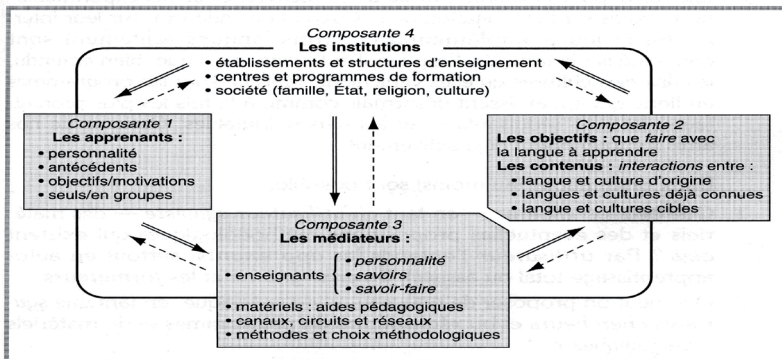 Composante 4
Les institutions
• établissements et structures d'enseignement
• centres et programmes de formation
• société (famille, État, religion, culture)
Composante 1
Les apprenants :
• personnalité
• antécédents
• objectifs/motivations
• seuls/en groupes
Composante 2
Les objectifs : que faire avec
la langue à apprendre
Les contenus : interactions entre :
• langue et culture d'origine
• langues et cultures déjà connues
• langue et cultures cibles
Composante 3
Les médiateurs :
• enseignants
• personnalité
• savoirs
• savoir-faire
• matériels : aides pédagogiques
• canaux, circuits et réseaux
• méthodes et choix méthodologiques